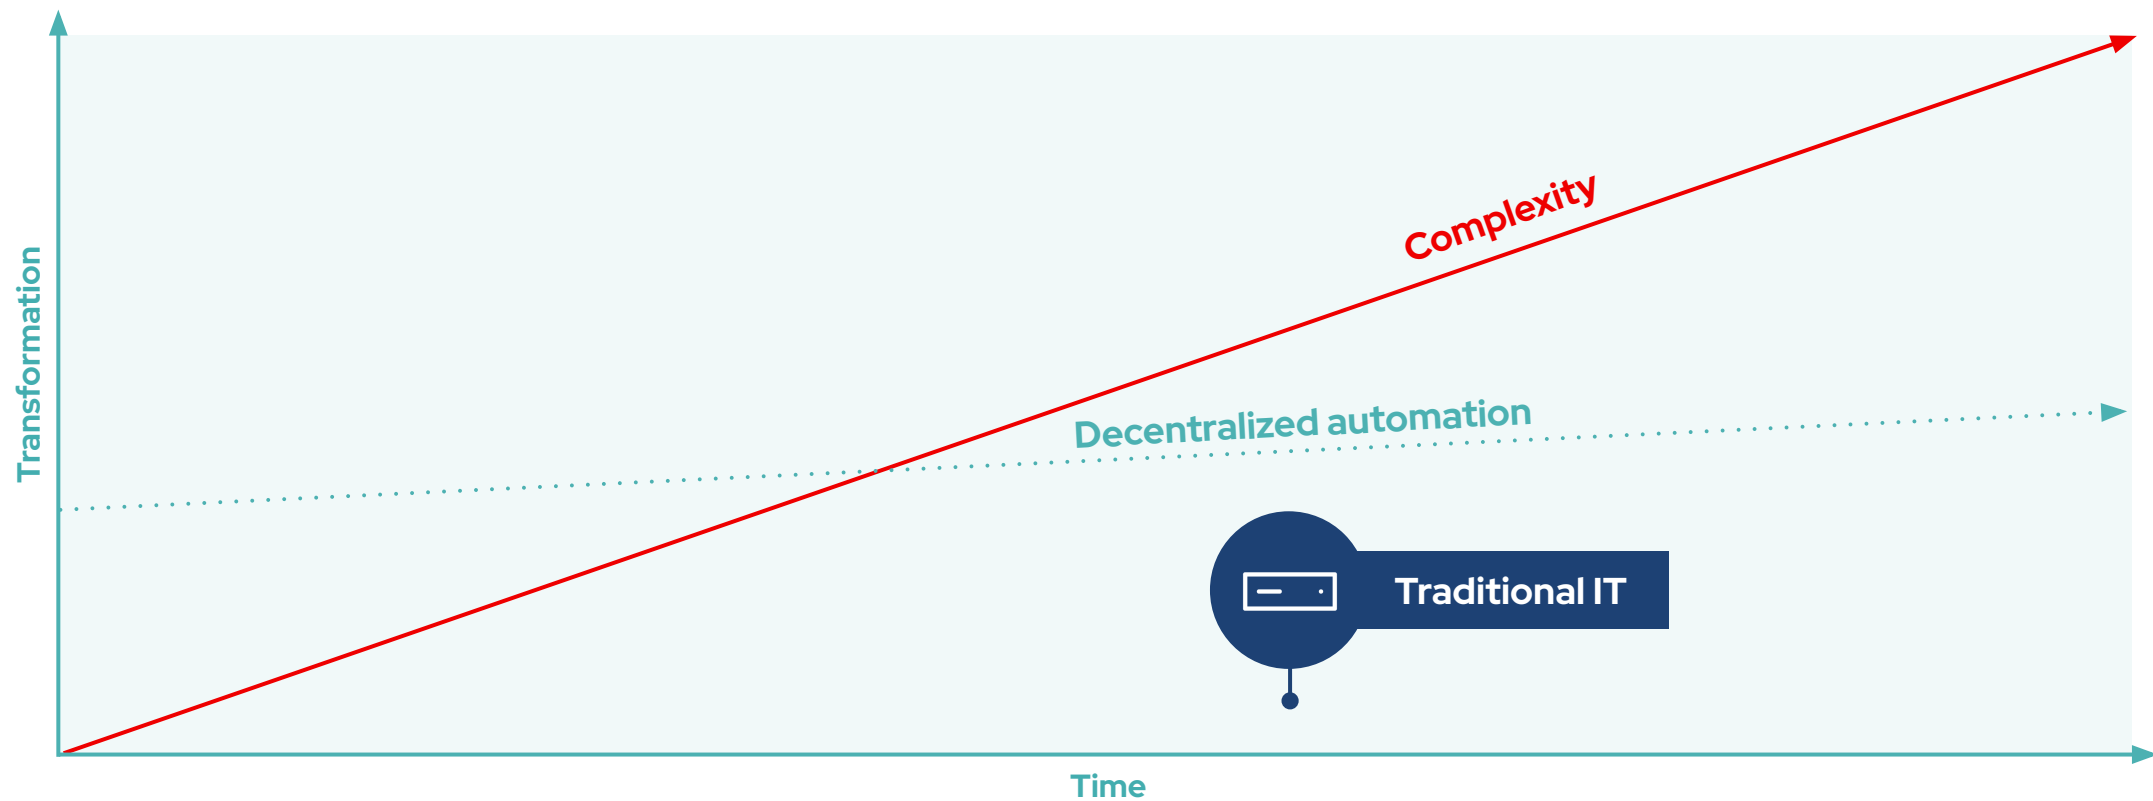 Transformation
Complexity
Decentralized automation
Traditional IT
Time